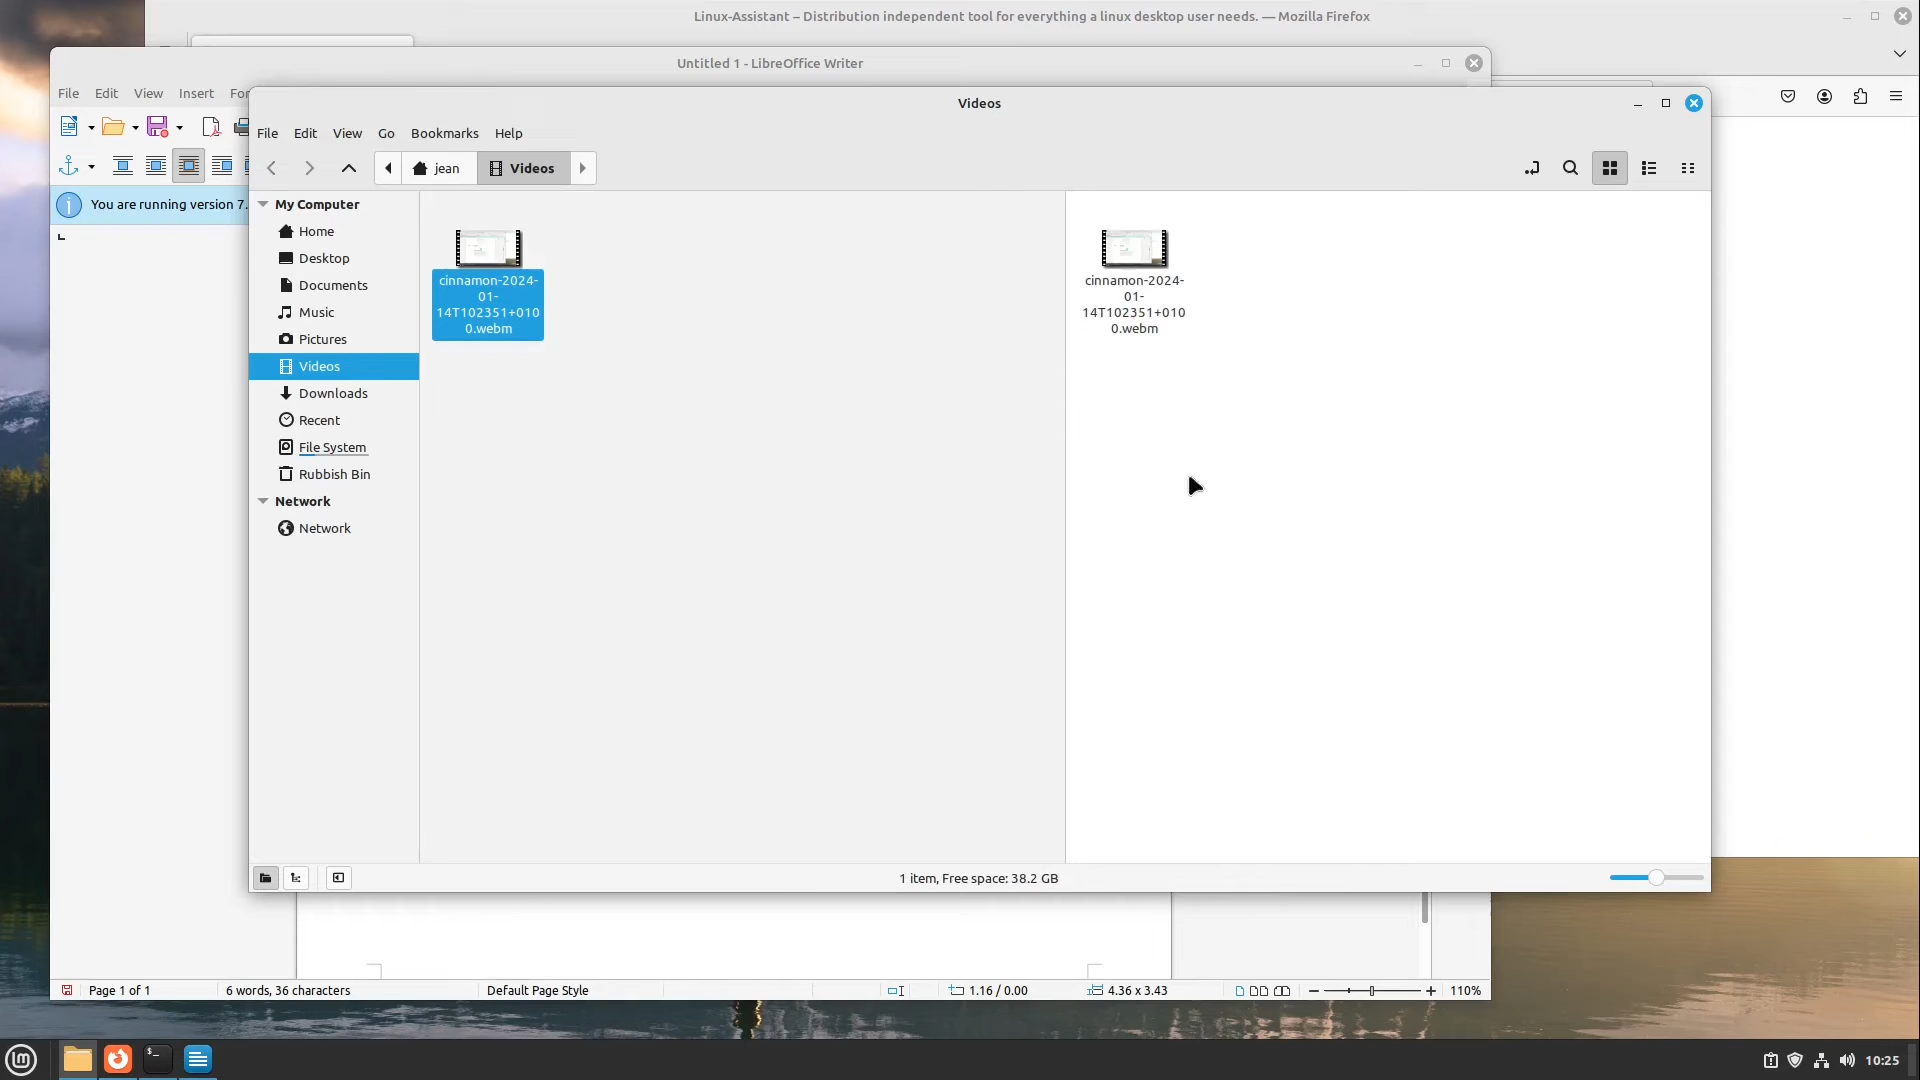 Linux-Assistant – Distribution independent tool for everything a linux desktop user needs. — Mozilla Firefox
Untitled 1 - LibreOffice Writer
File Edit View Insert For
Videos
File Edit View Go Bookmarks Help
jean Videos
You are running version 7.
My Computer
Home
Desktop
Documents
Music
Pictures
Videos
Downloads
Recent
File System
Rubbish Bin
Network
Network
cinnamon-2024-
01-
14T102351+010
0.webm
cinnamon-2024-
01-
14T102351+010
0.webm
1 item, Free space: 38.2 GB
Page 1 of 1 6 words, 36 characters Default Page Style 1.16 / 0.00 4.36 x 3.43 110%
10:25